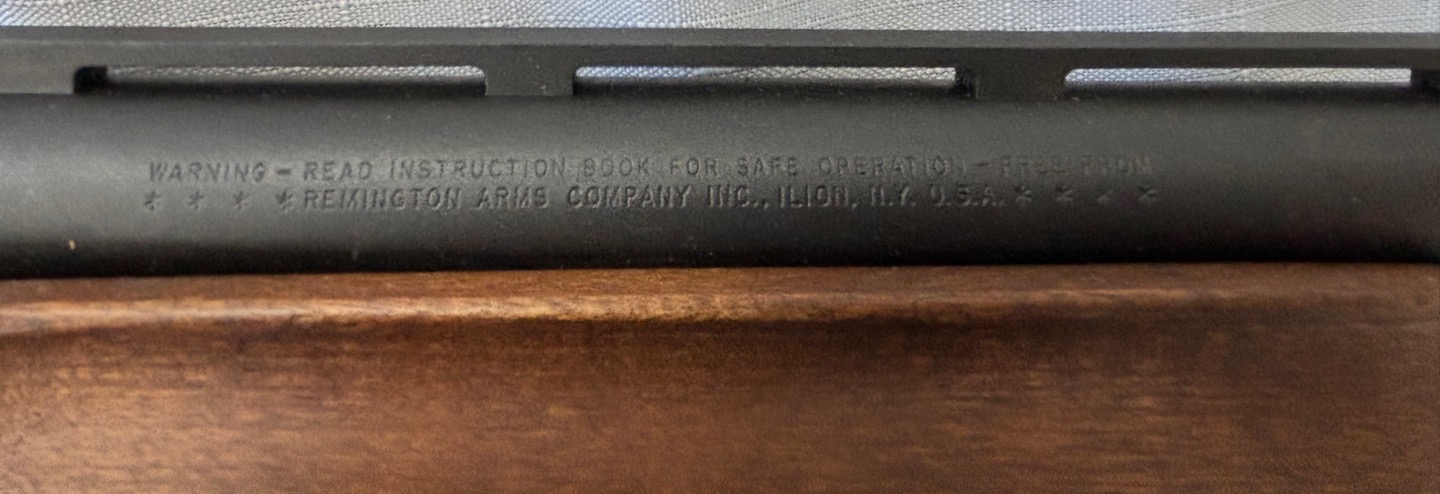 WARNING – READ INSTRUCTION BOOK FOR SAFE OPERATION – FREE FROM
* * * * REMINGTON ARMS COMPANY INC., ILION, N.Y. U.S.A. * * * *